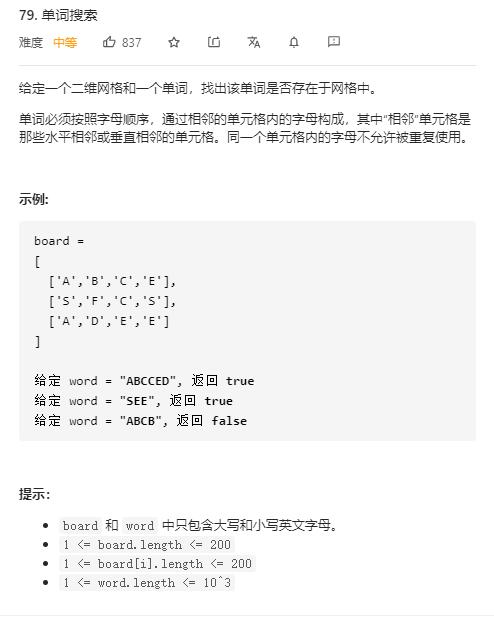 79. 单词搜索
难度 中等 837
给定一个二维网格和一个单词，找出该单词是否存在于网格中。
单词必须按照字母顺序，通过相邻的单元格内的字母构成，其中“相邻”单元格是
那些水平相邻或垂直相邻的单元格。同一个单元格内的字母不允许被重复使用。
示例:
board =
[
['A','B','C','E'],
['S','F','C','S'],
['A','D','E','E']
]
给定 word = "ABCCED", 返回 true
给定 word = "SEE", 返回 true
给定 word = "ABCB", 返回 false
提示：
board 和 word 中只包含大写和小写英文字母。
1 <= board.length <= 200
1 <= board[i].length <= 200
1 <= word.length <= 10^3